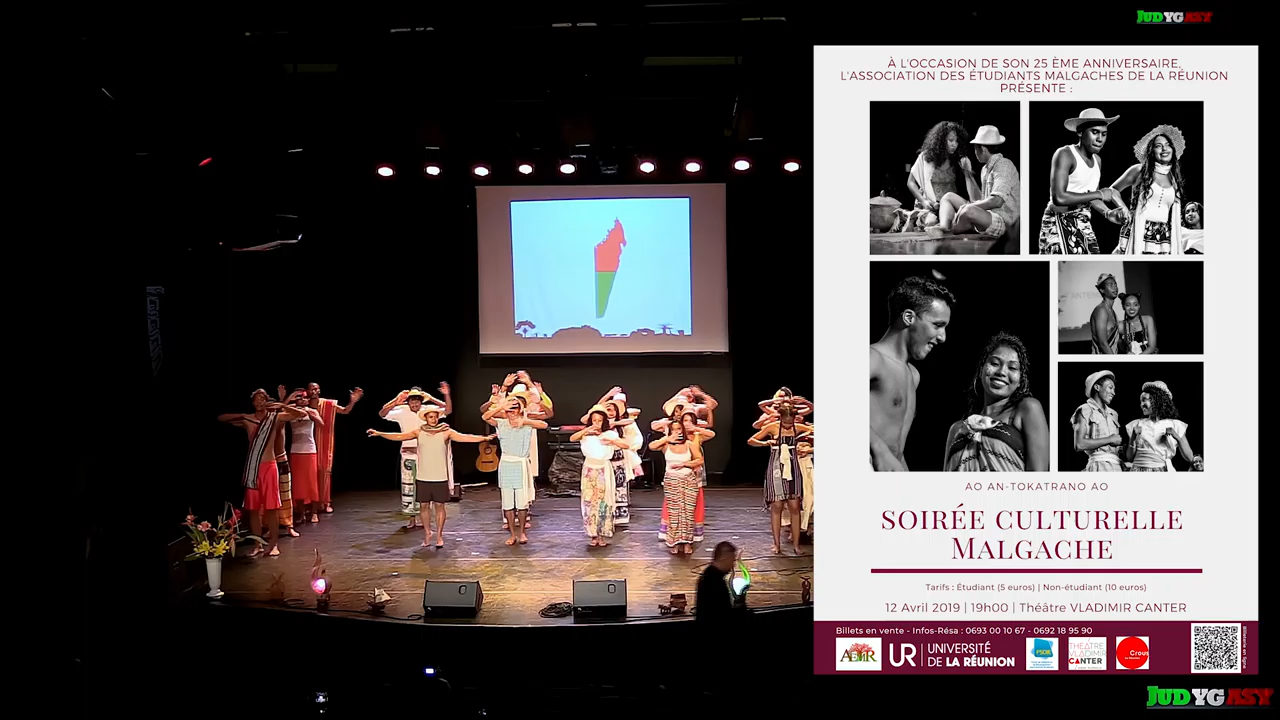 JUDYGASY
À L'OCCASION DE SON 25 ÈME ANNIVERSAIRE,
L'ASSOCIATION DES ÉTUDIANTS MALGACHES DE LA RÉUNION
PRÉSENTE :
AO AN-TOKATRANO AO
SOIRÉE CULTURELLE
MALGACHE
Tarifs : Étudiant (5 euros) | Non-étudiant (10 euros)
12 Avril 2019 | 19h00 | Théâtre VLADIMIR CANTER
Billets en vente - Infos-Résa : 0693 00 10 67 - 0692 18 95 90
AEMR
UR
UNIVERSITÉ
DE LA RÉUNION
FSDIE
THÉÂTRE
VLADIMIR
CANTER
Crous
JUDYGASY